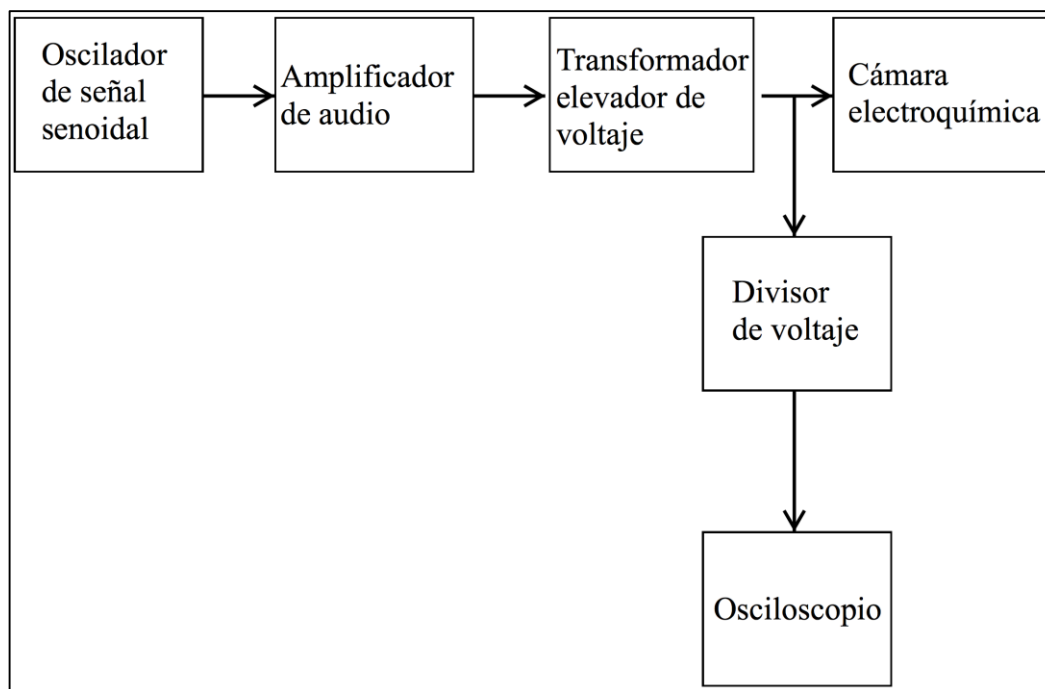 Oscilador
de señal
senoidal
Amplificador
de audio
Transformador
elevador de
voltaje
Cámara
electroquímica
Divisor
de voltaje
Osciloscopio